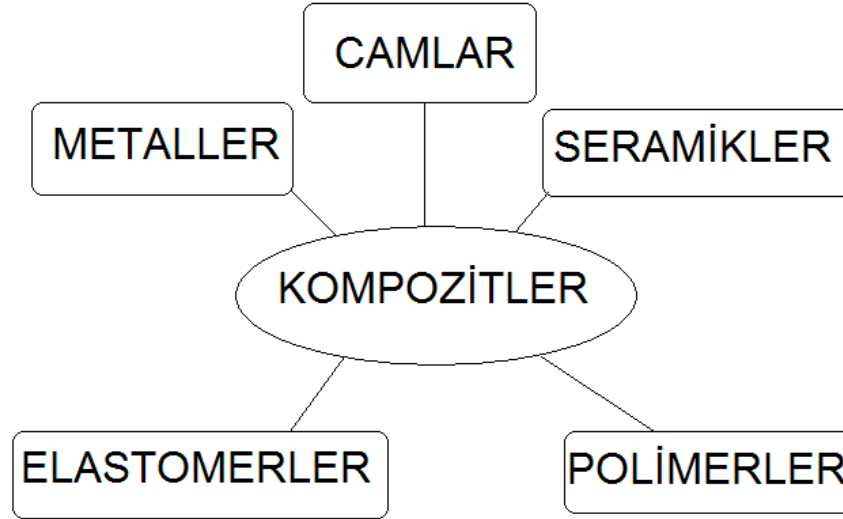 CAMLAR
METALLER
SERAMİKLER
KOMPOZİTLER
ELASTOMERLER
POLİMERLER